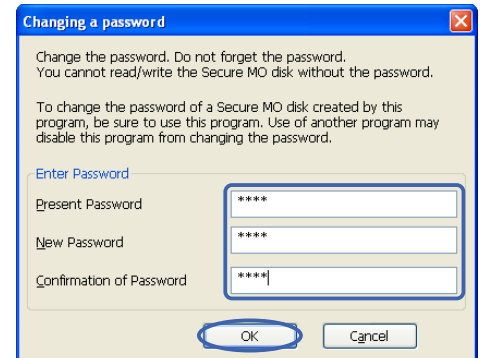 Changing a password
Change the password. Do not forget the password.
You cannot read/write the Secure MO disk without the password.
To change the password of a Secure MO disk created by this
program, be sure to use this program. Use of another program may
disable this program from changing the password.
Enter Password
Present Password ****
New Password ****
Confirmation of Password ****
OK Cancel